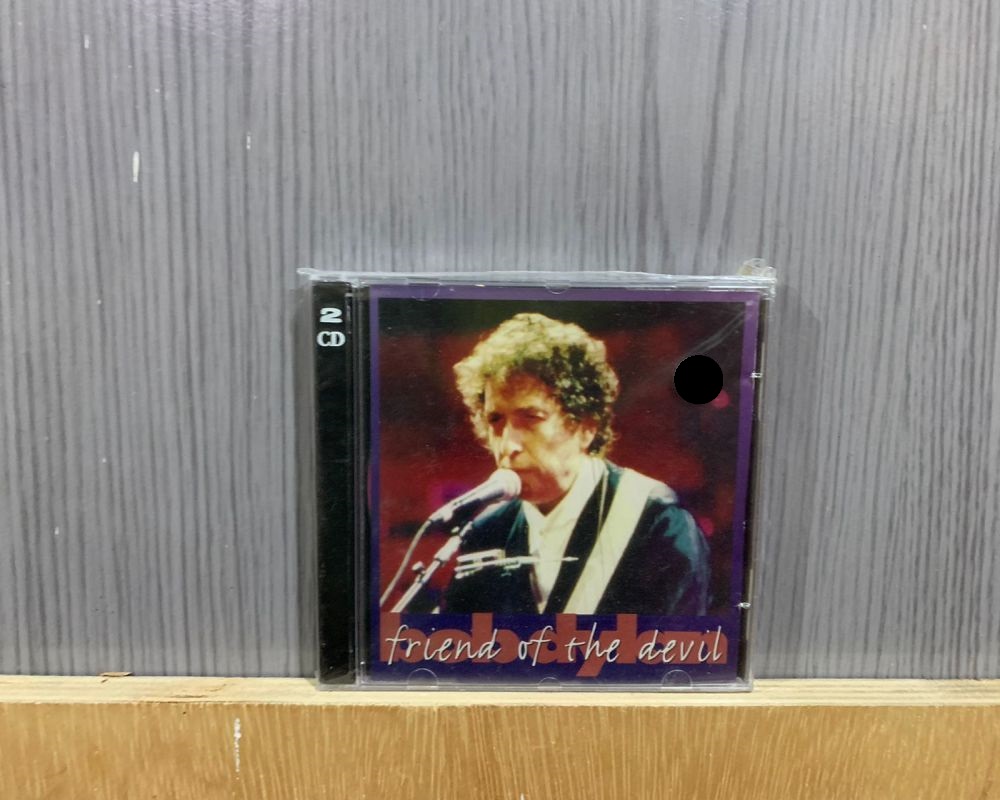 2
CD
bob dylan
friend of the devil